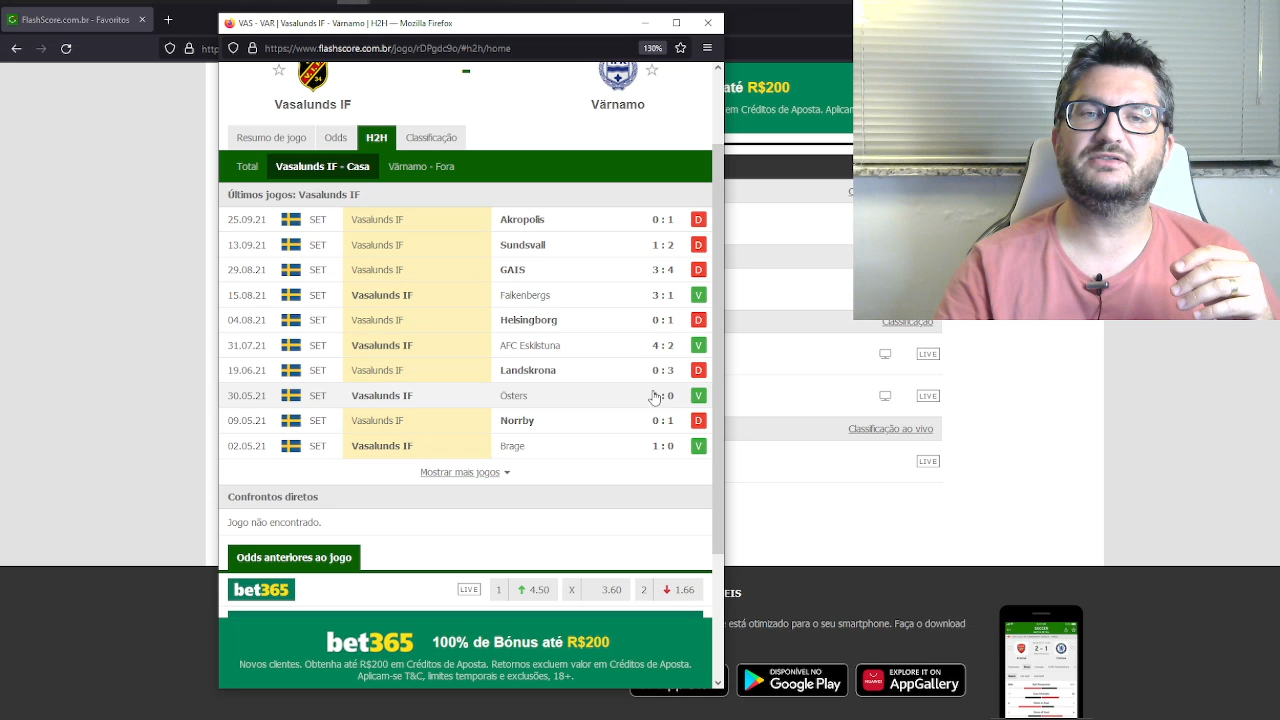 Flashscore.com.br - Favoritos
VAS - VAR | Vasalunds IF - Värnamo | H2H — Mozilla Firefox
https://www.flashscore.com.br/jogo/rDPgdc9o/#h2h/home
130%
Vasalunds IF
Värnamo
até R$200
em Créditos de Aposta.
Resumo de jogo Odds H2H Classificação
Total Vasalunds IF - Casa Värnamo - Fora
Últimos jogos: Vasalunds IF
25.09.21 SET Vasalunds IF Akropolis 0 : 1 D
13.09.21 SET Vasalunds IF Sundsvall 1 : 2 D
29.08.21 SET Vasalunds IF GAIS 3 : 4 D
15.08.21 SET Vasalunds IF Falkenbergs 3 : 1 V
04.08.21 SET Vasalunds IF Helsingborg 0 : 1 D
31.07.21 SET Vasalunds IF AFC Eskilstuna 4 : 2 V
19.06.21 SET Vasalunds IF Landskrona 0 : 3 D
30.05.21 SET Vasalunds IF Östers : 0 V
09.05.21 SET Vasalunds IF Norrby 0 : 1 D
02.05.21 SET Vasalunds IF Brage 1 : 0 V
Mostrar mais jogos
Confrontos diretos
Jogo não encontrado.
Odds anteriores ao jogo
bet365 LIVE 1 4.50 X 3.60 2 1.66
bet365 100% de Bónus até R$200
Novos clientes. Obtenha até R$200 em Créditos de Aposta. Retornos excluem valor em Créditos de Aposta.
Aplicam-se T&C, limites temporais e exclusões, 18+.
Classificação
LIVE
LIVE
Classificação ao vivo
LIVE
EIS
está disponível para o seu smartphone. Faça o download
Google Play
EXPLORE IT ON
AppGallery
HUAWEI
SOCCER
2 - 1